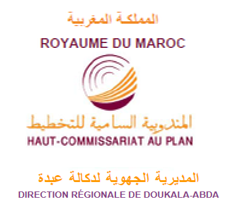 المملكة المغربية
ROYAUME DU MAROC
المندوبية السامية للتخطيط
HAUT-COMMISSARIAT AU PLAN
المديرية الجهوية لدكالة عبدة
DIRECTION RÉGIONALE DE DOUKALA-ABDA